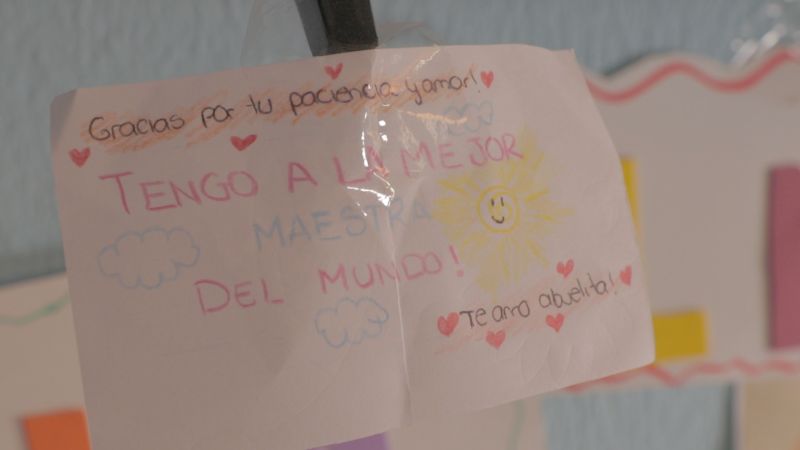 Gracias por tu paciencia y amor!
TENGO A LA MEJOR
MAESTRA
DEL MUNDO!
Te amo abuelita!